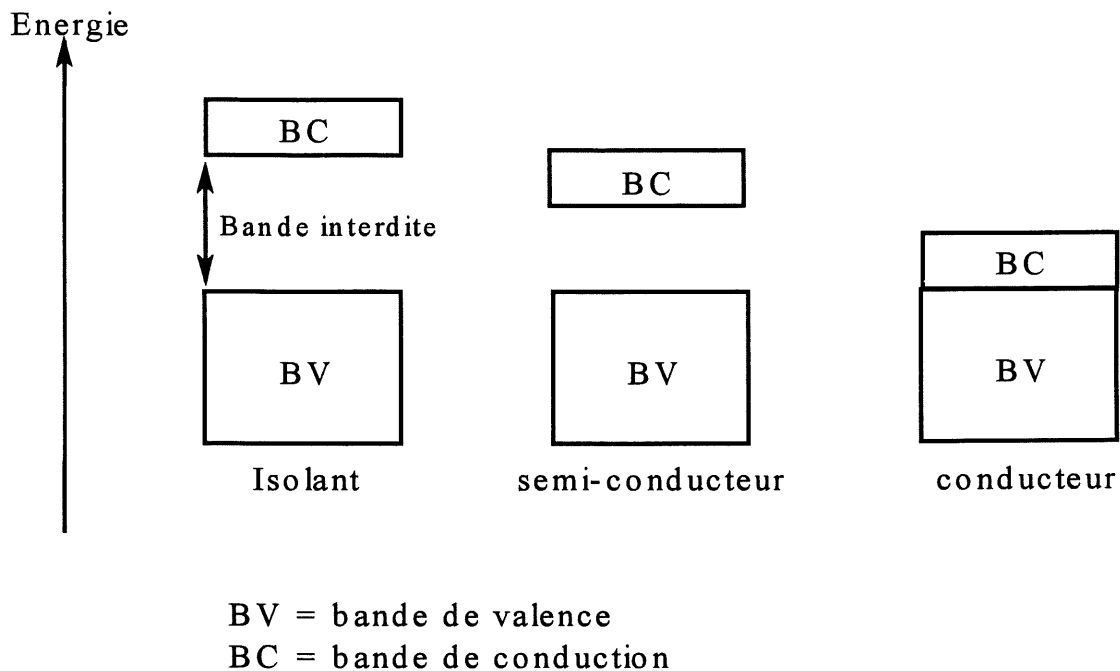 Energie
BC
BC
Bande interdite
BC
BV
BV
BV
Isolant
semi-conducteur
conducteur
BV = bande de valence
BC = bande de conduction